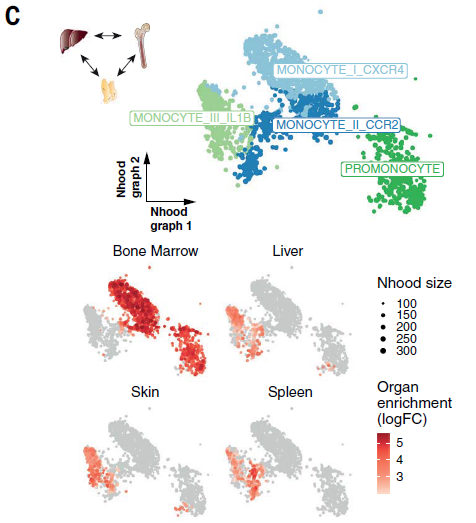 C
MONOCYTE_I_CXCR4
MONOCYTE_III_IL1B
MONOCYTE_II_CCR2
PROMONOCYTE
Nhood
graph 2
Nhood
graph 1
Bone Marrow
Liver
Nhood size
100
150
200
250
300
Skin
Spleen
Organ
enrichment
(logFC)
5
4
3